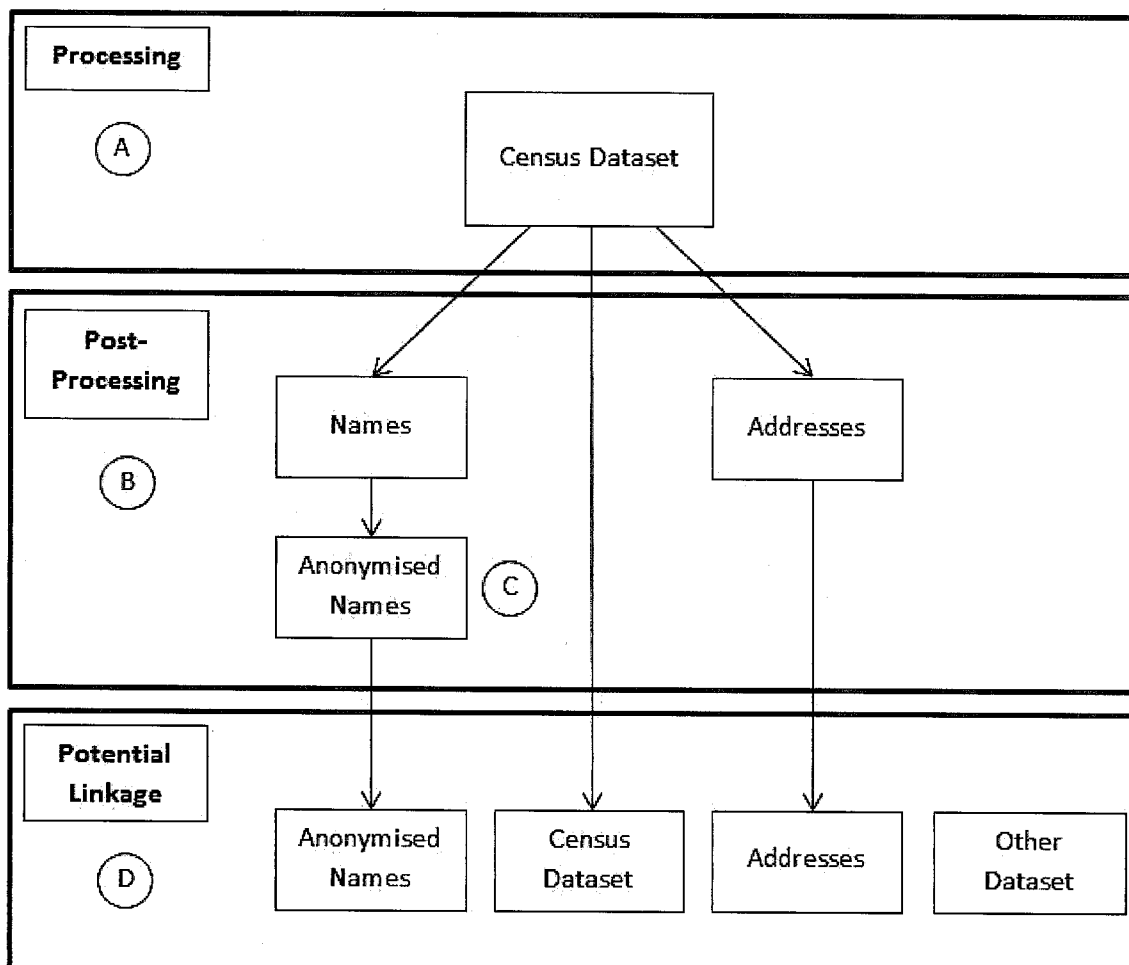 Processing
A
Census Dataset
Post-
Processing
B
Names
Addresses
Anonymised
Names
C
Potential
Linkage
D
Anonymised
Names
Census
Dataset
Addresses
Other
Dataset